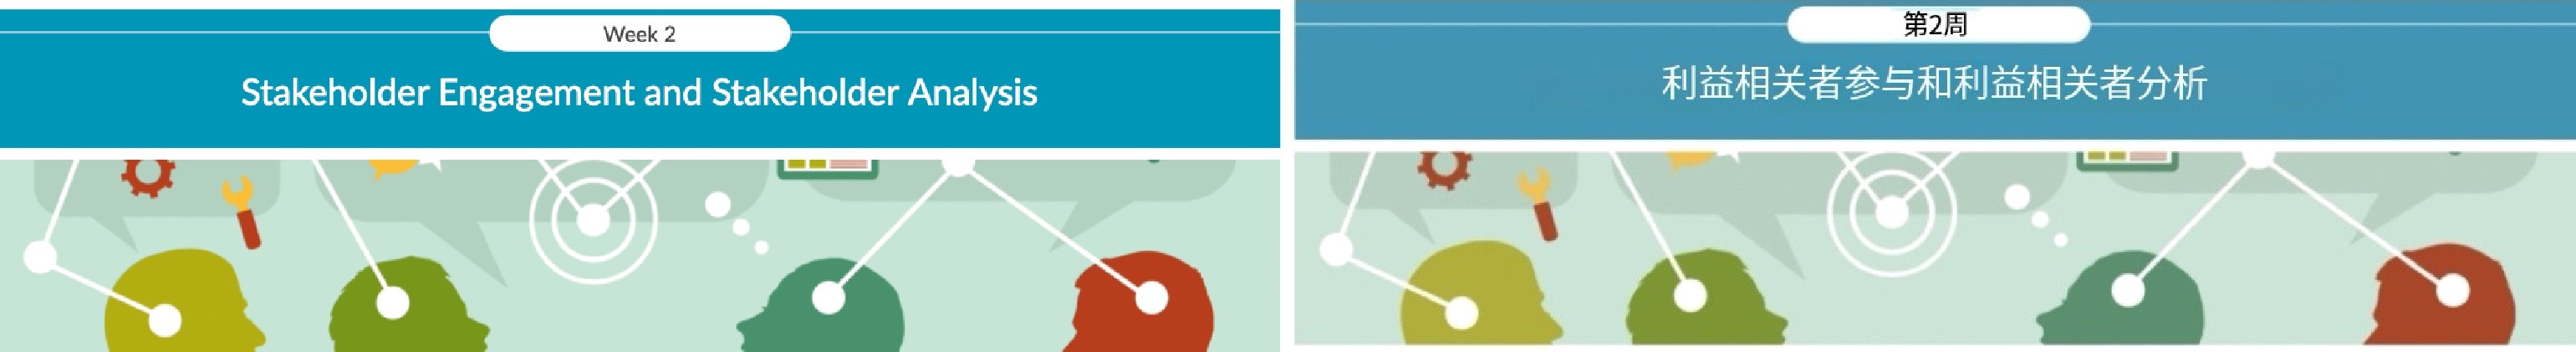 Week 2
Stakeholder Engagement and Stakeholder Analysis
第2周
利益相关者参与和利益相关者分析